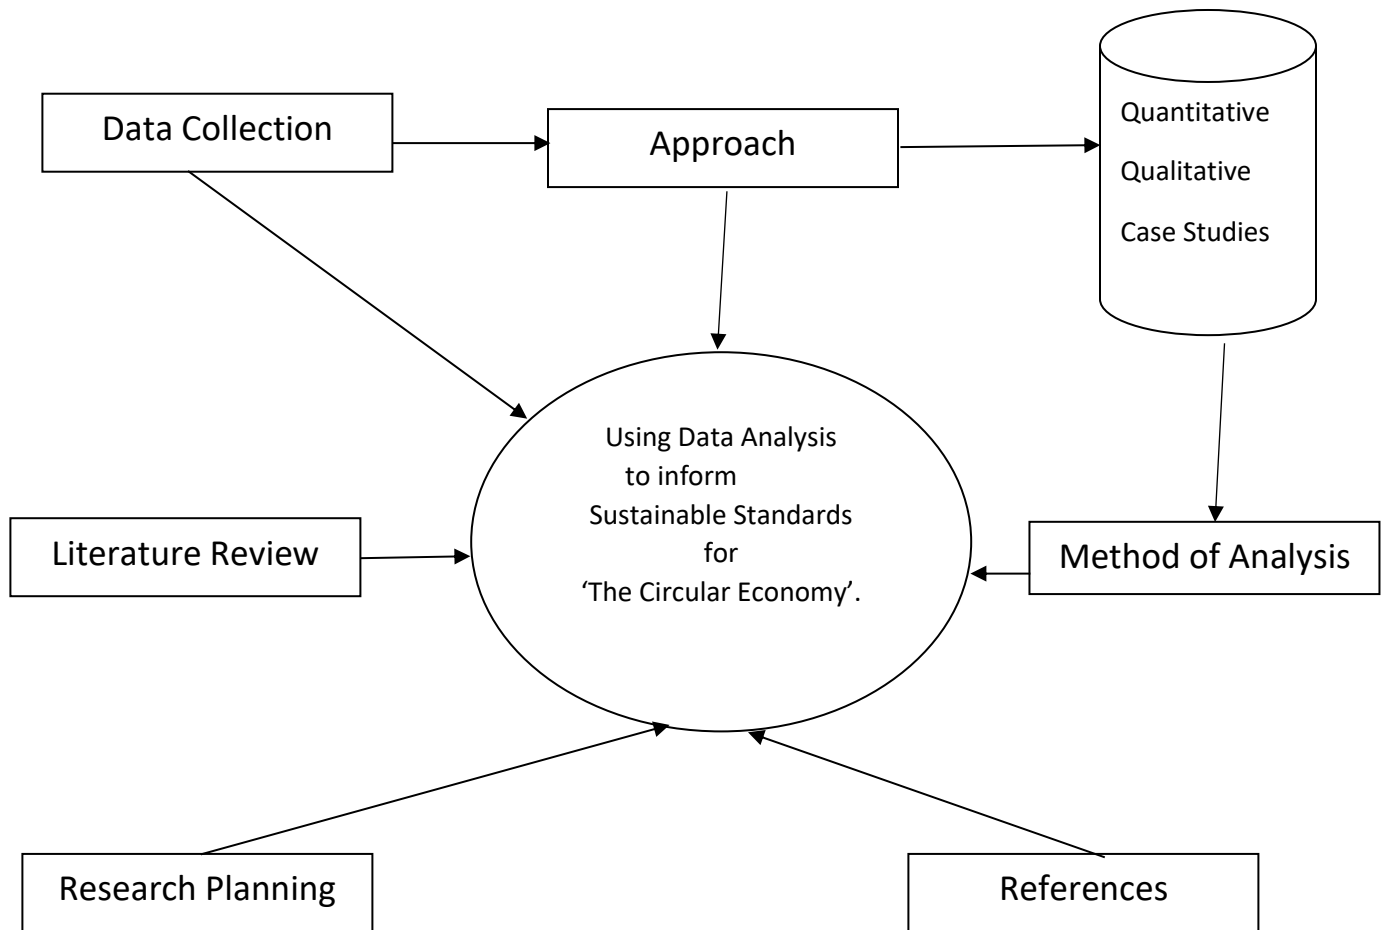 Data Collection
Approach
Quantitative
Qualitative
Case Studies
Using Data Analysis
to inform
Sustainable Standards
for
‘The Circular Economy’.
Literature Review
Method of Analysis
Research Planning
References